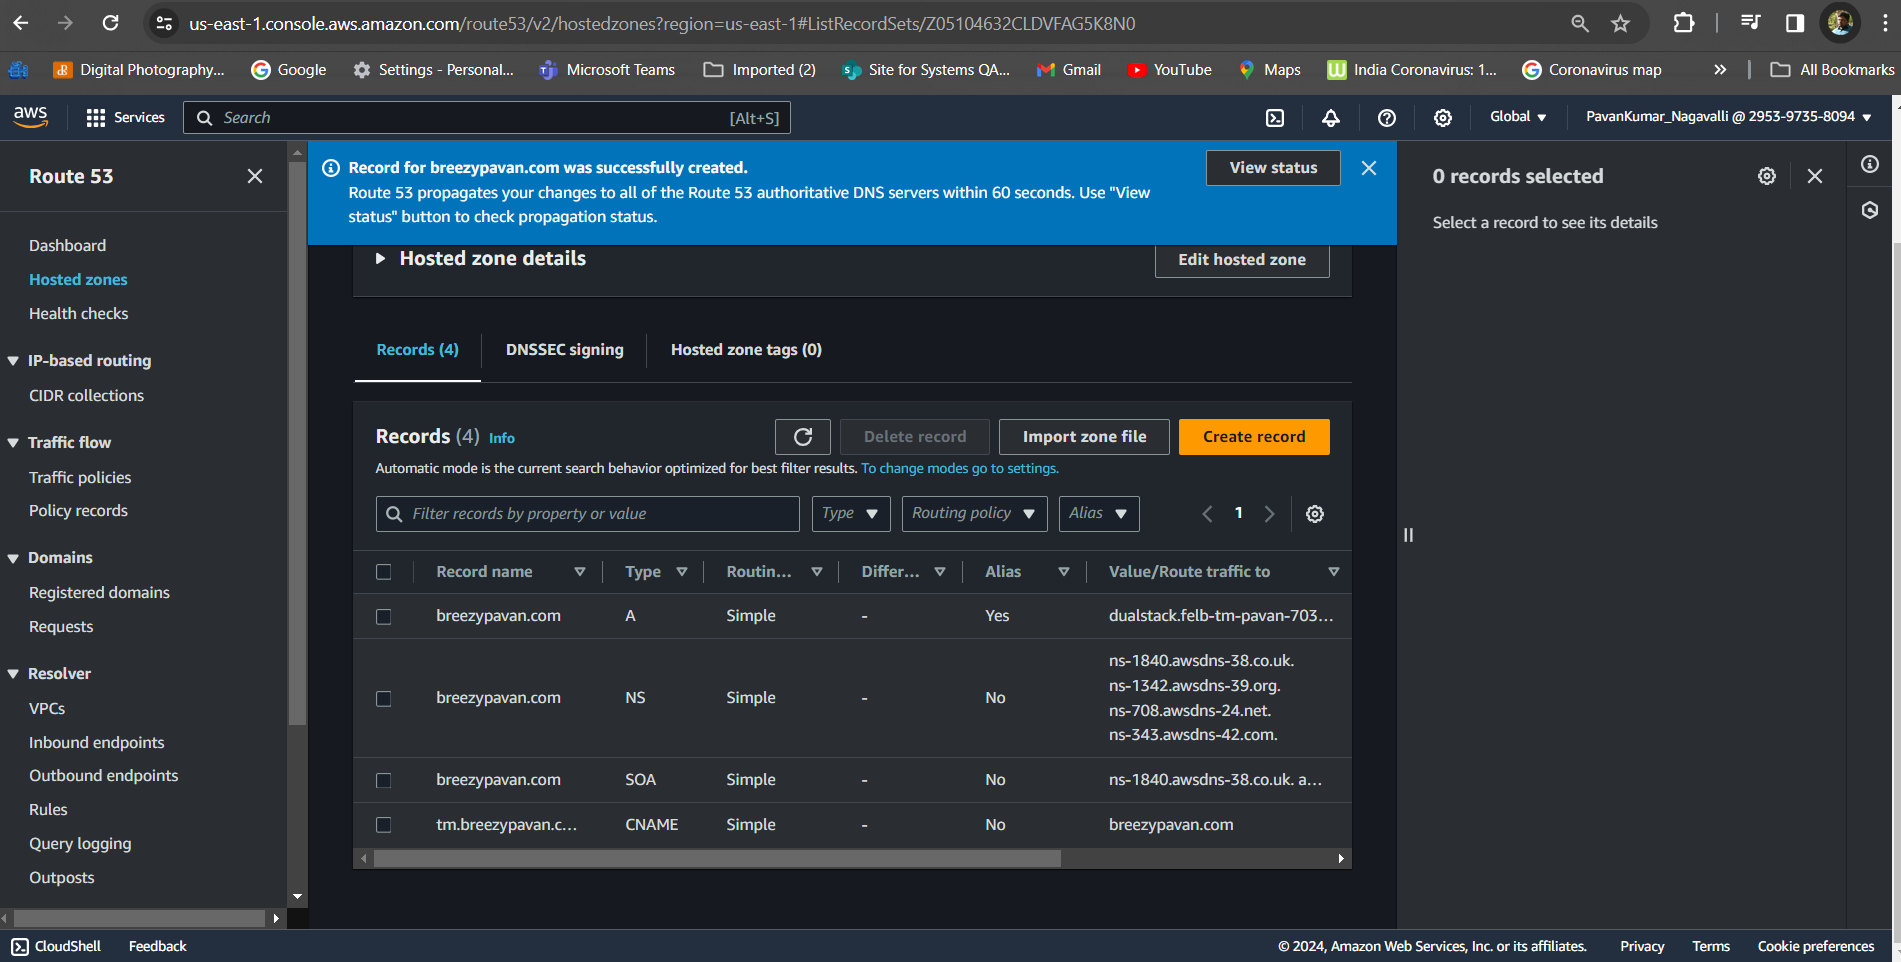 us-east-1.console.aws.amazon.com/route53/v2/hostedzones?region=us-east-1#ListRecordSets/Z05104632CLDVFAG5K8N0
Digital Photography... Google Settings - Personal... Microsoft Teams Imported (2) Site for Systems QA... Gmail YouTube Maps India Coronavirus: 1... Coronavirus map » All Bookmarks
aws Services Search [Alt+S] Global PavanKumar_Nagavalli @ 2953-9735-8094
Route 53
Dashboard
Hosted zones
Health checks
IP-based routing
CIDR collections
Traffic flow
Traffic policies
Policy records
Domains
Registered domains
Requests
Resolver
VPCs
Inbound endpoints
Outbound endpoints
Rules
Query logging
Outposts
Record for breezypavan.com was successfully created.
Route 53 propagates your changes to all of the Route 53 authoritative DNS servers within 60 seconds. Use "View
status" button to check propagation status.
View status
Hosted zone details
Edit hosted zone
Records (4) DNSSEC signing Hosted zone tags (0)
Records (4) Info
Delete record Import zone file Create record
Automatic mode is the current search behavior optimized for best filter results. To change modes go to settings.
Filter records by property or value Type Routing policy Alias 1
Record name Type Routin... Differ... Alias Value/Route traffic to
breezypavan.com A Simple - Yes dualstack.felb-tm-pavan-703...
breezypavan.com NS Simple - No ns-1840.awsdns-38.co.uk.
ns-1342.awsdns-39.org.
ns-708.awsdns-24.net.
ns-343.awsdns-42.com.
breezypavan.com SOA Simple - No ns-1840.awsdns-38.co.uk. a...
tm.breezypavan.c... CNAME Simple - No breezypavan.com
0 records selected
Select a record to see its details
CloudShell Feedback © 2024, Amazon Web Services, Inc. or its affiliates. Privacy Terms Cookie preferences